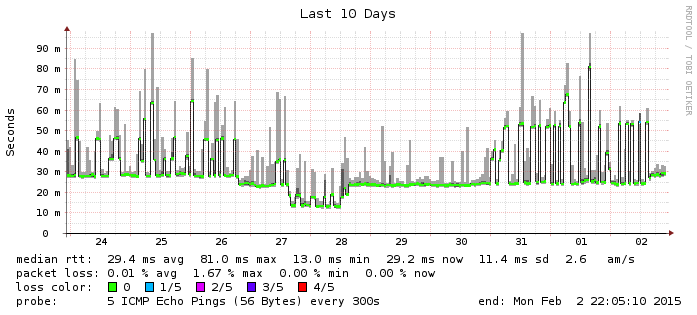 Last 10 Days
RRDTOOL / TOBI OETIKER
Seconds
90 m
80 m
70 m
60 m
50 m
40 m
30 m
20 m
10 m
0
24 25 26 27 28 29 30 31 01 02
median rtt: 29.4 ms avg 81.0 ms max 13.0 ms min 29.2 ms now 11.4 ms sd 2.6 am/s
packet loss: 0.01 % avg 1.67 % max 0.00 % min 0.00 % now
loss color: 0 1/5 2/5 3/5 4/5
probe: 5 ICMP Echo Pings (56 Bytes) every 300s end: Mon Feb 2 22:05:10 2015